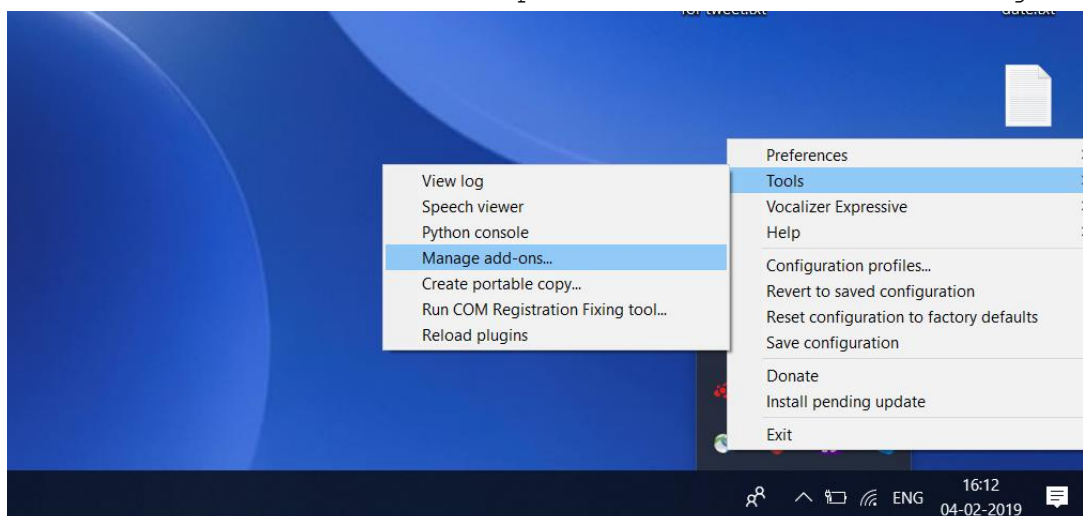 Preferences
Tools
Vocalizer Expressive
Help
Configuration profiles...
Revert to saved configuration
Reset configuration to factory defaults
Save configuration
Donate
Install pending update
Exit
View log
Speech viewer
Python console
Manage add-ons...
Create portable copy...
Run COM Registration Fixing tool...
Reload plugins
ENG
16:12
04-02-2019